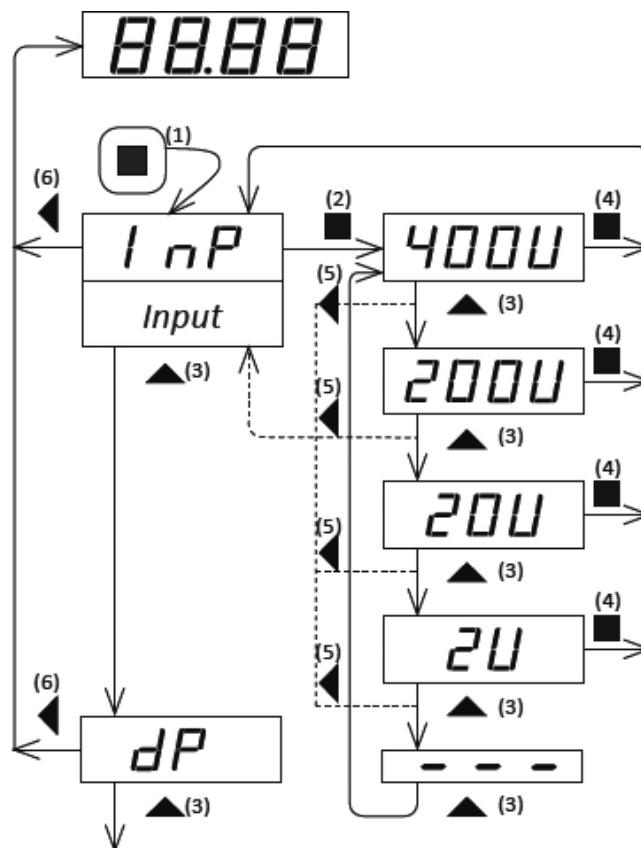 88.88
(1)
(6)
(2)
(4)
InP
400U
Input
(5)
(3)
(3)
(4)
200U
(5)
(3)
(4)
20U
(5)
(3)
(4)
2U
(5)
(3)
(6)
dP
- - -
(3)
(3)